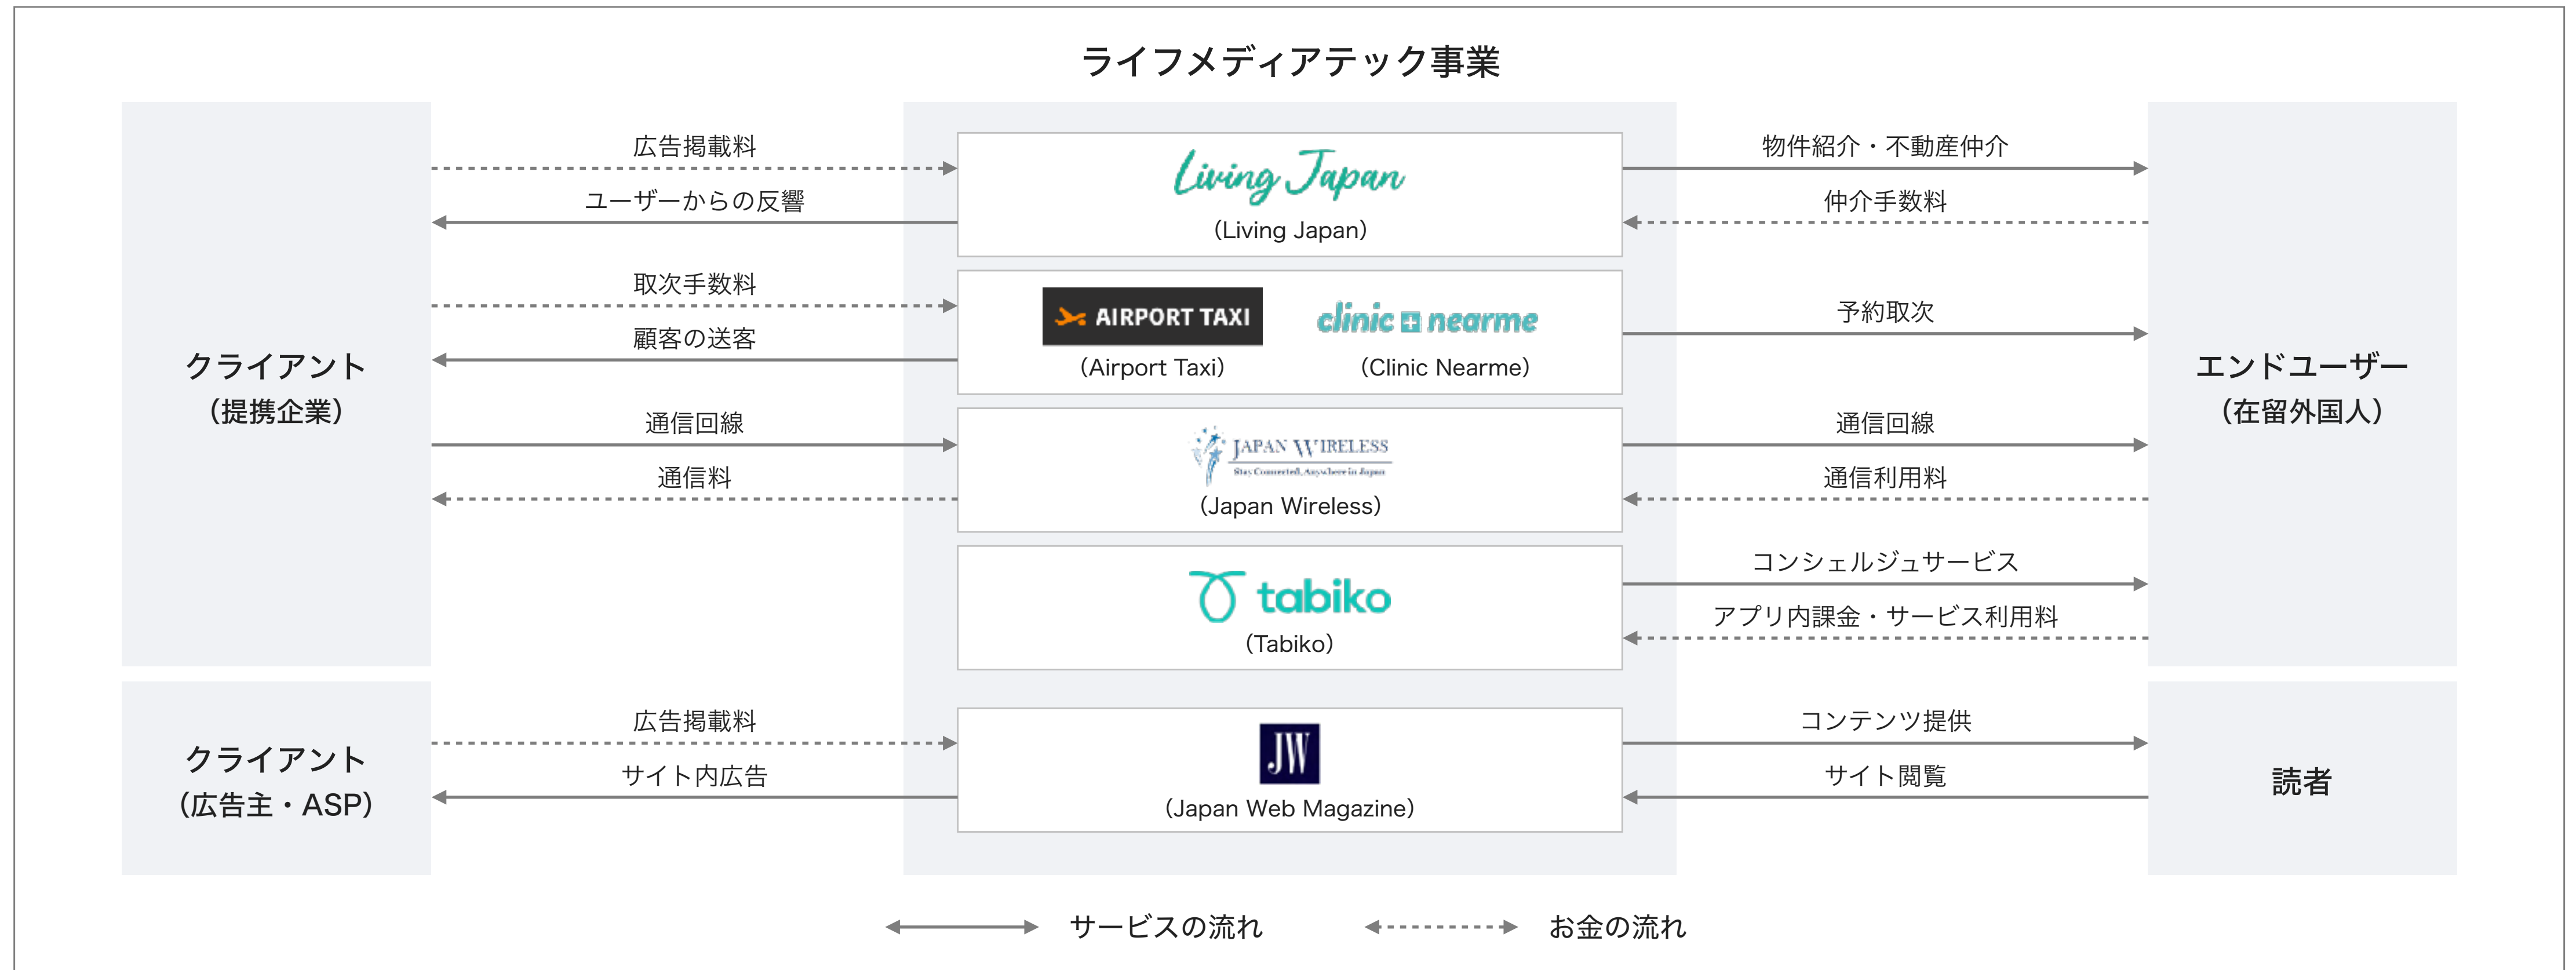 ライフメディアテック事業
クライアント
（提携企業）
広告掲載料
ユーザーからの反響
取次手数料
顧客の送客
通信回線
通信料
Living Japan
（Living Japan）
AIRPORT TAXI
（Airport Taxi）
clinic nearme
（Clinic Nearme）
JAPAN WIRELESS
Stay Connected, Anywhere in Japan
（Japan Wireless）
tabiko
（Tabiko）
物件紹介・不動産仲介
仲介手数料
予約取次
通信回線
通信利用料
コンシェルジュサービス
アプリ内課金・サービス利用料
エンドユーザー
（在留外国人）
クライアント
（広告主・ASP）
広告掲載料
サイト内広告
JW
（Japan Web Magazine）
コンテンツ提供
サイト閲覧
読者
サービスの流れ
お金の流れ